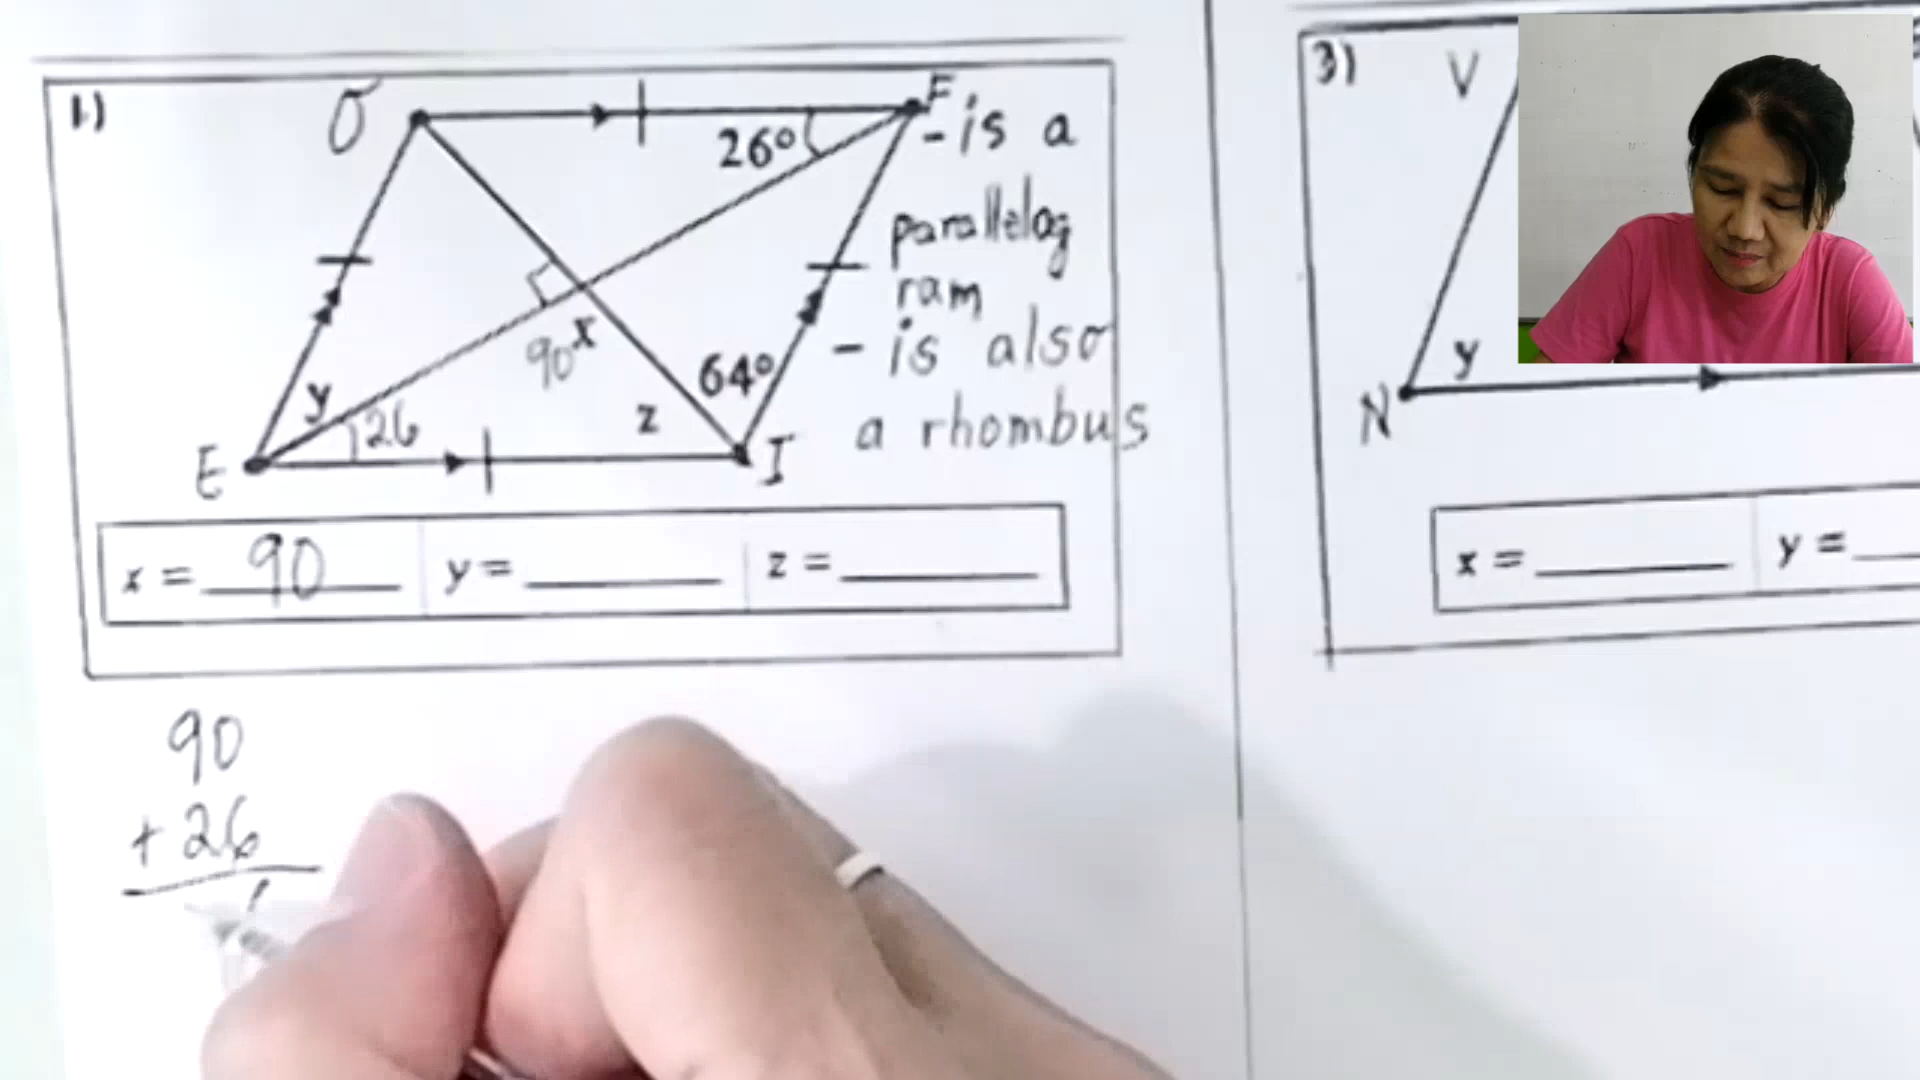 1.)
O
F
26°
- is a
parallelog
ram
- is also
a rhombus
90
x
64°
y
26
z
E
I
x = 90
y =
z =
90
+ 26
3)
V
y
N
x =
y =